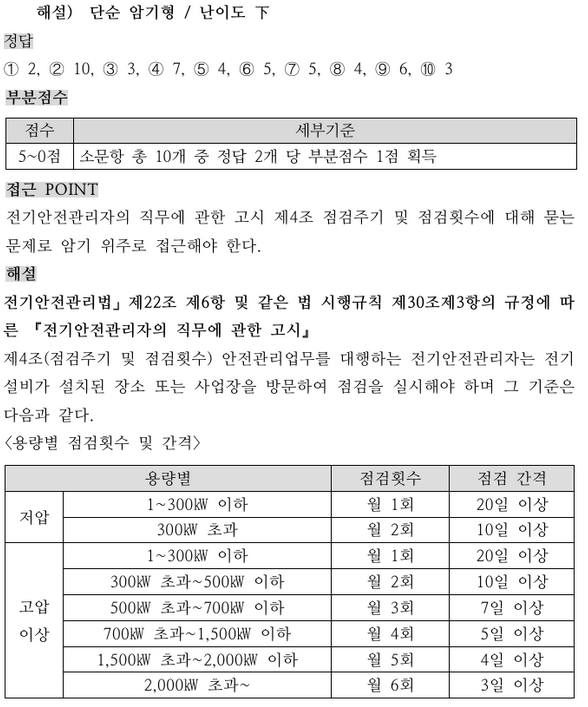 해설) 단순 암기형 / 난이도 下
정답
① 2, ② 10, ③ 3, ④ 7, ⑤ 4, ⑥ 5, ⑦ 5, ⑧ 4, ⑨ 6, ⑩ 3
부분점수
점수 세부기준
5~0점 소문항 총 10개 중 정답 2개 당 부분점수 1점 획득
접근 POINT
전기안전관리자의 직무에 관한 고시 제4조 점검주기 및 점검횟수에 대해 묻는
문제로 암기 위주로 접근해야 한다.
해설
전기안전관리법」 제22조 제6항 및 같은 법 시행규칙 제30조제3항의 규정에 따
른 『전기안전관리자의 직무에 관한 고시』
제4조(점검주기 및 점검횟수) 안전관리업무를 대행하는 전기안전관리자는 전기
설비가 설치된 장소 또는 사업장을 방문하여 점검을 실시해야 하며 그 기준은
다음과 같다.
〈용량별 점검횟수 및 간격〉
용량별 점검횟수 점검 간격
저압 1~300㎾ 이하 월 1회 20일 이상
300㎾ 초과 월 2회 10일 이상
고압 이상 1~300㎾ 이하 월 1회 20일 이상
300㎾ 초과~500㎾ 이하 월 2회 10일 이상
500㎾ 초과~700㎾ 이하 월 3회 7일 이상
700㎾ 초과~1,500㎾ 이하 월 4회 5일 이상
1,500㎾ 초과~2,000㎾ 이하 월 5회 4일 이상
2,000㎾ 초과~ 월 6회 3일 이상